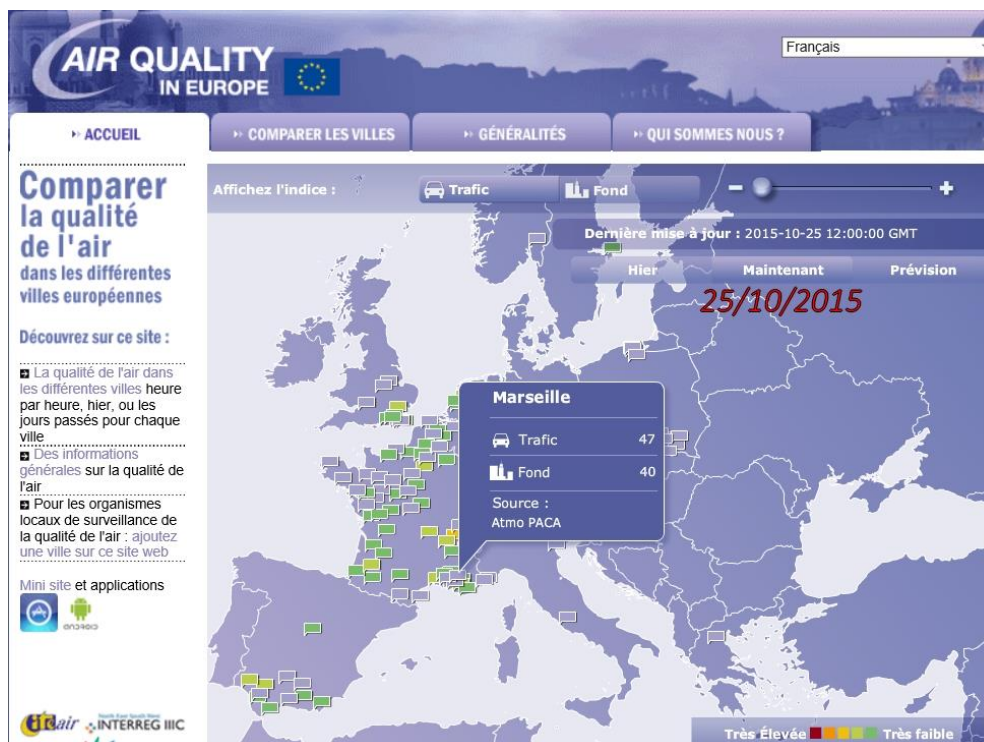 AIR QUALITY
IN EUROPE
Français
ACCUEIL
COMPARER LES VILLES
GÉNÉRALITÉS
QUI SOMMES NOUS ?
Comparer
la qualité
de l'air
dans les différentes
villes européennes
Découvrez sur ce site :
La qualité de l'air dans
les différentes villes heure
par heure, hier, ou les
jours passés pour chaque
ville
Des informations
générales sur la qualité de
l'air
Pour les organismes
locaux de surveillance de
la qualité de l'air : ajoutez
une ville sur ce site web
Mini site et applications
ANDROID
INTERREG IIIC
Affichez l'indice :
Trafic
Fond
Dernière mise à jour : 2015-10-25 12:00:00 GMT
Hier
Maintenant
Prévision
25/10/2015
Marseille
Trafic 47
Fond 40
Source :
Atmo PACA
Très Élevée
Très faible